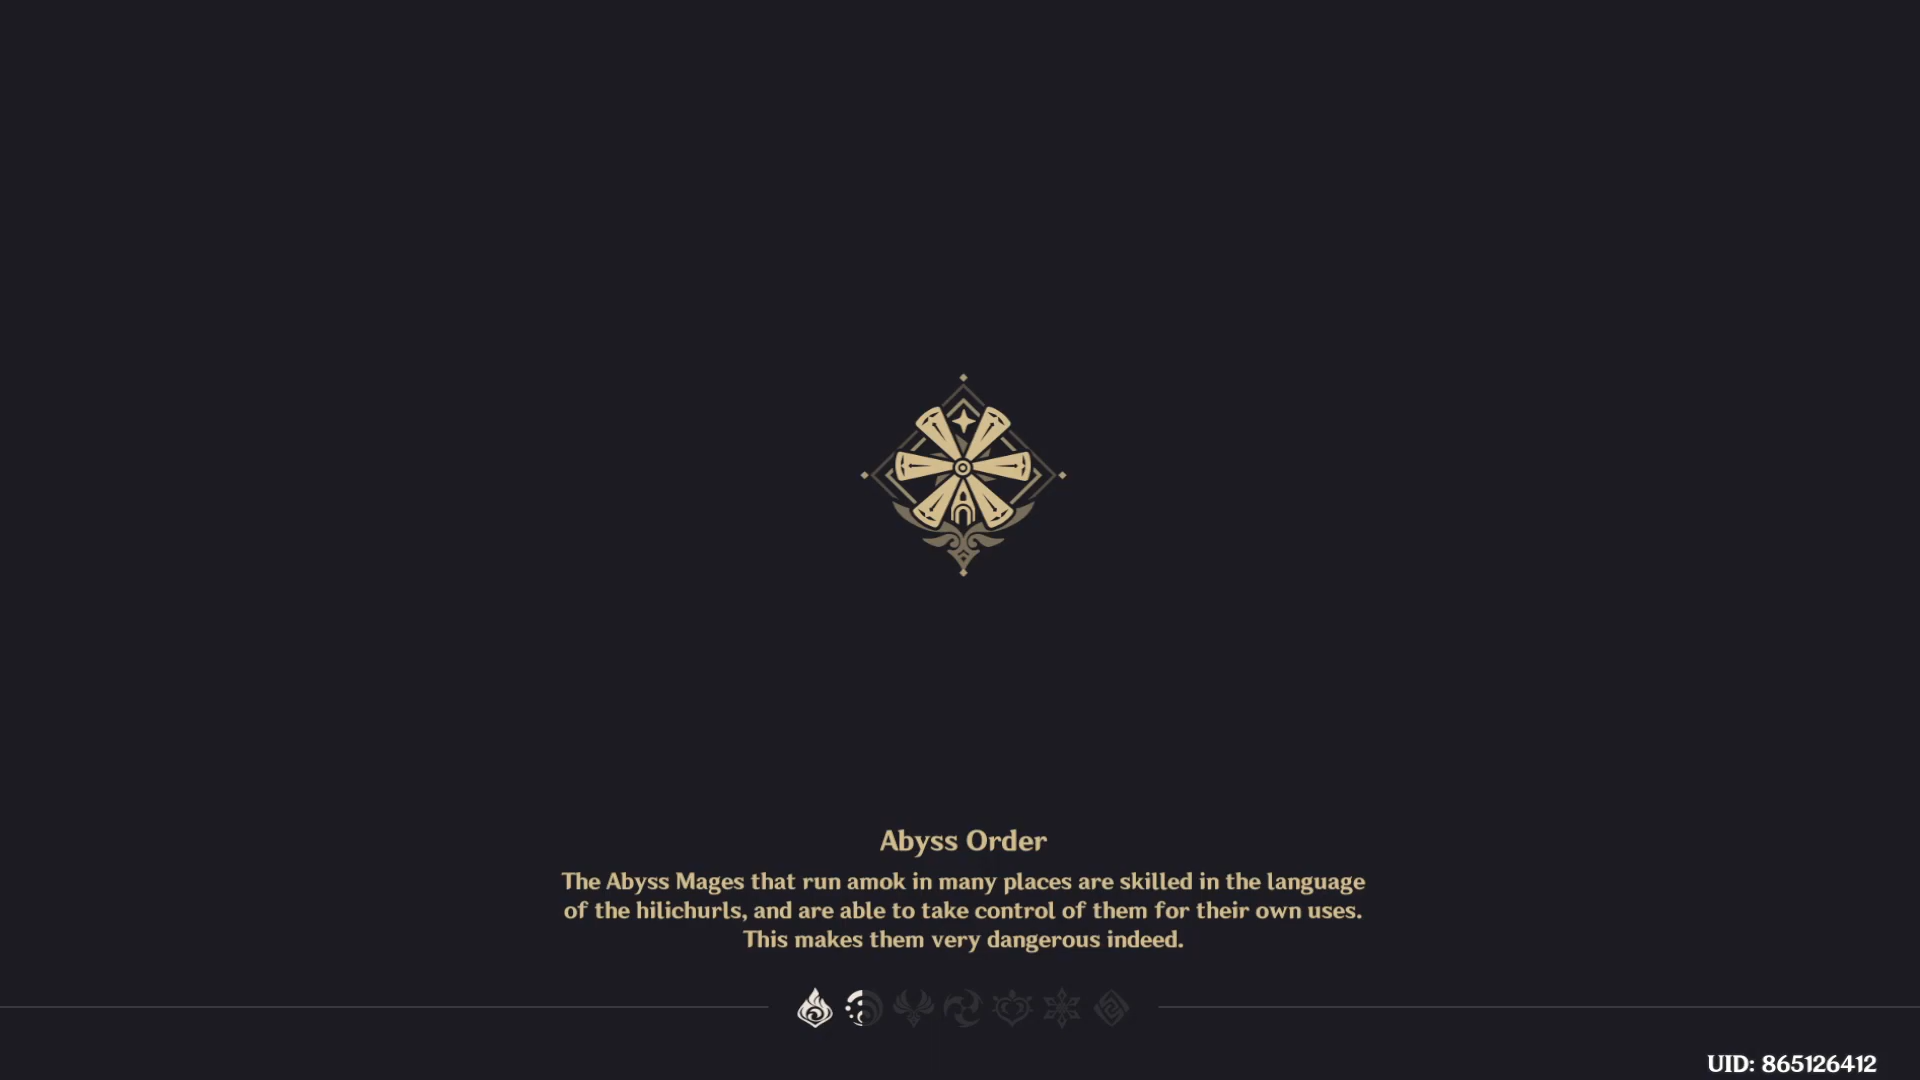 Abyss Order
The Abyss Mages that run amok in many places are skilled in the language
of the hilichurls, and are able to take control of them for their own uses.
This makes them very dangerous indeed.
UID: 865126412